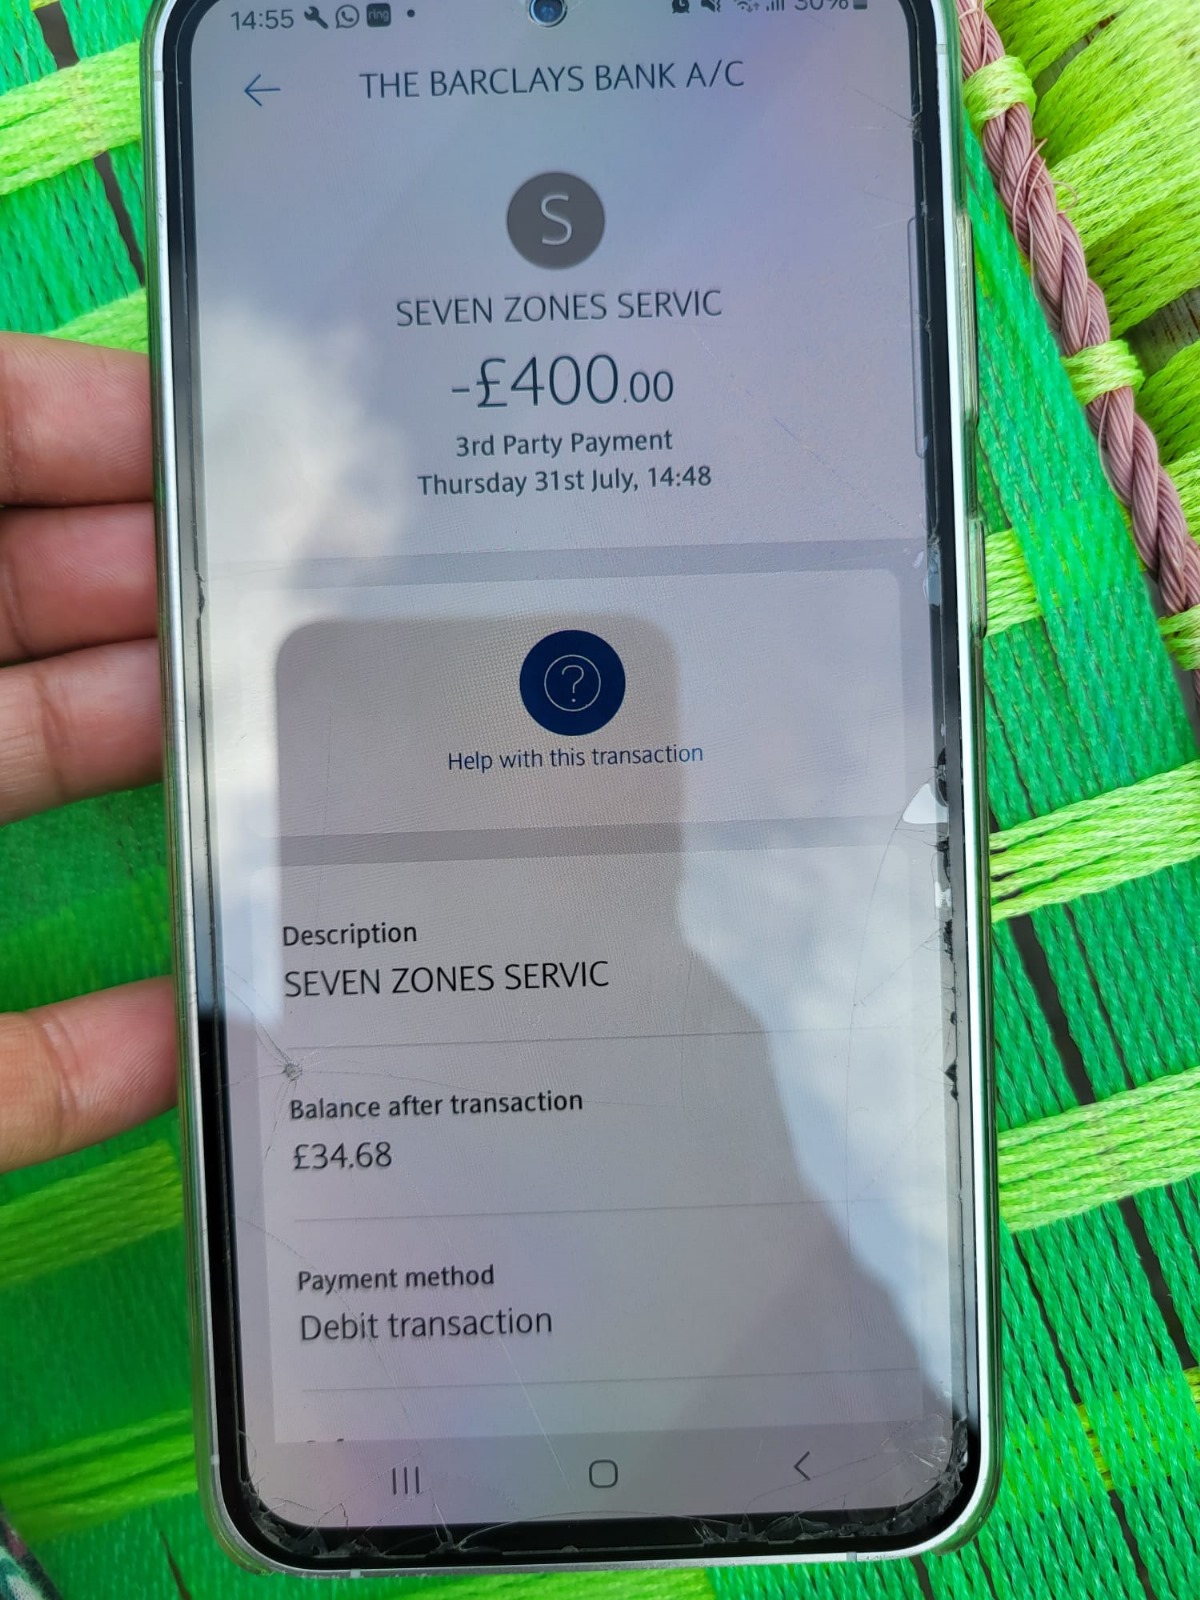 14:55 ring 30%
THE BARCLAYS BANK A/C
S
SEVEN ZONES SERVIC
-£400.00
3rd Party Payment
Thursday 31st July, 14:48
?
Help with this transaction
Description
SEVEN ZONES SERVIC
Balance after transaction
£34.68
Payment method
Debit transaction